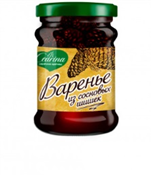 Варенье
из сосновых
шишек